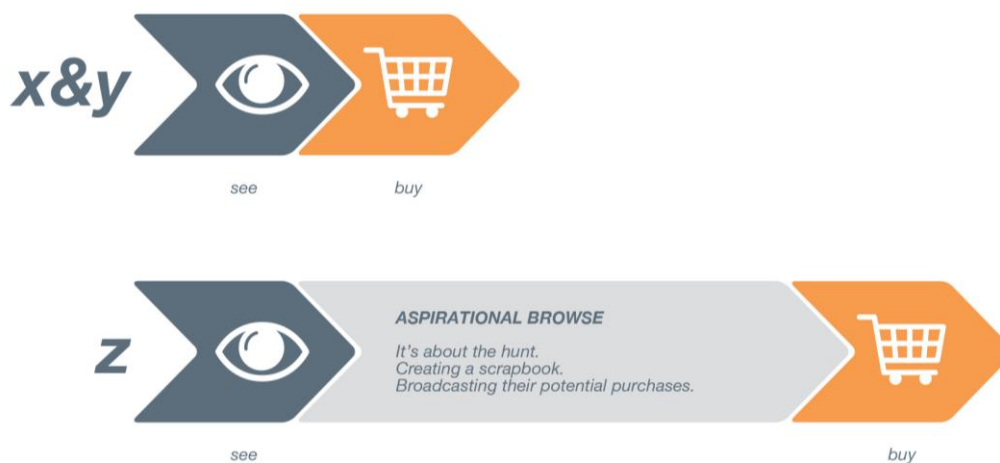 x&y
see
buy
z
ASPIRATIONAL BROWSE
It's about the hunt.
Creating a scrapbook.
Broadcasting their potential purchases.
see
buy